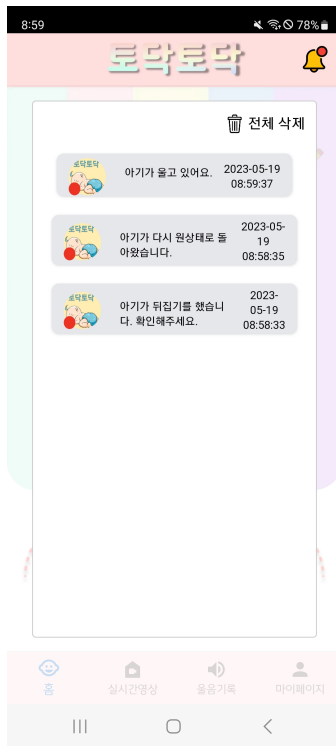 8:59
78%
토닥토닥
전체 삭제
토닥토닥
아기가 울고 있어요.
2023-05-19
08:59:37
토닥토닥
아기가 다시 원상태로 돌
아왔습니다.
2023-05-
19
08:58:35
토닥토닥
아기가 뒤집기를 했습니
다. 확인해주세요.
2023-
05-19
08:58:33
홈
실시간영상
울음기록
마이페이지